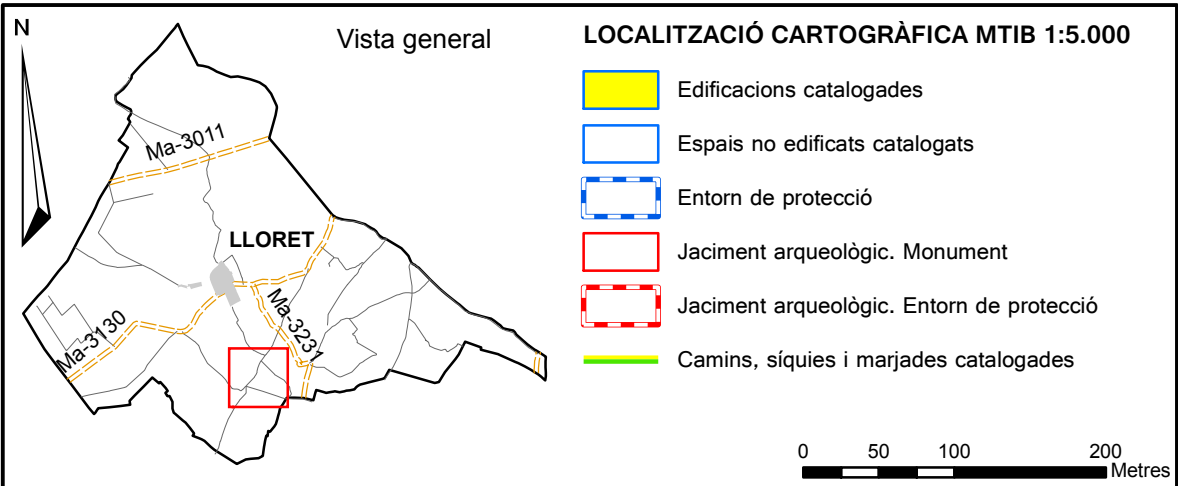 N
Vista general
Ma-3011
LLORET
Ma-3130
Ma-3231
LOCALITZACIÓ CARTOGRÀFICA MTIB 1:5.000
Edificacions catalogades
Espais no edificats catalogats
Entorn de protecció
Jaciment arqueològic. Monument
Jaciment arqueològic. Entorn de protecció
Camins, síquies i marjades catalogades
0 50 100 200
Metres